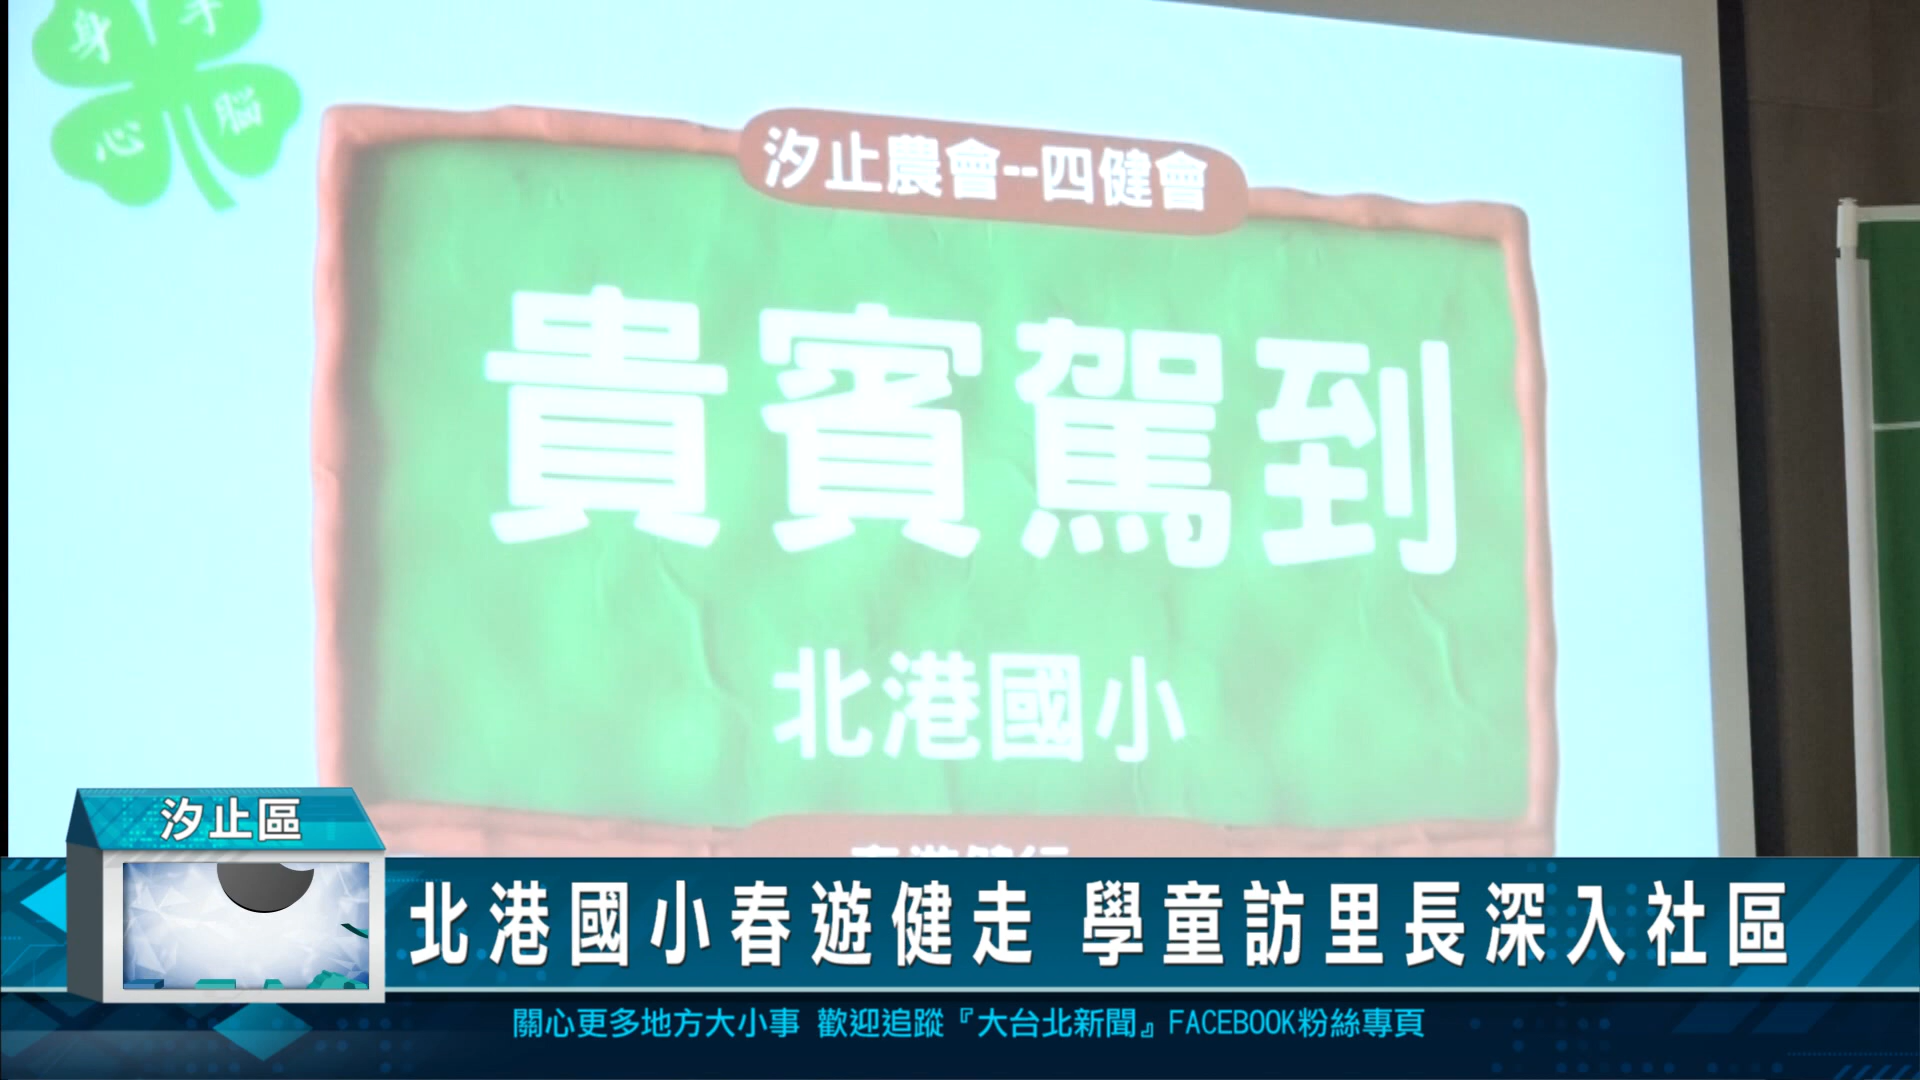 身手
心腦
汐止農會--四健會
貴賓駕到
北港國小
汐止區
北港國小春遊健走 學童訪里長深入社區
關心更多地方大小事 歡迎追蹤『大台北新聞』FACEBOOK粉絲專頁